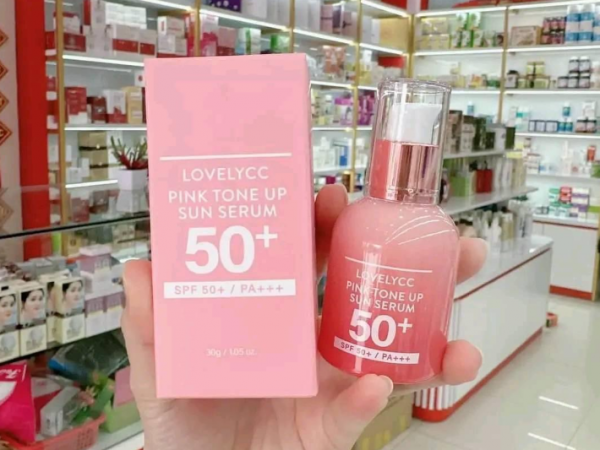 LOVELYCC
PINK TONE UP
SUN SERUM
50+
SPF 50+ / PA+++
30g / 1.05 oz
LOVELYCC
PINK TONE UP
SUN SERUM
50+
SPF 50+ / PA+++